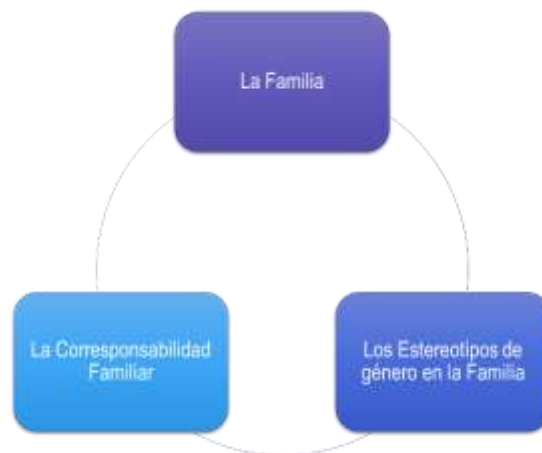 La Familia
La Corresponsabilidad
Familiar
Los Estereotipos de
género en la Familia